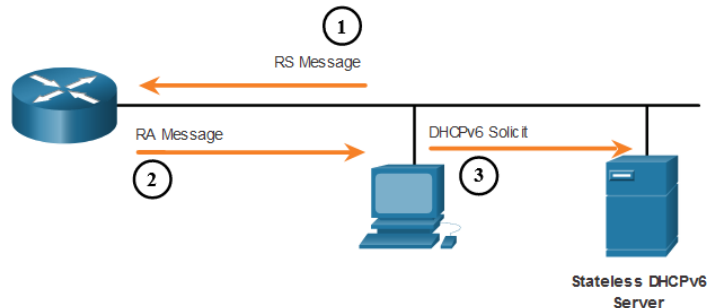 1
RS Message
RA Message
2
DHCPv6 Solicit
3
Stateless DHCPv6
Server